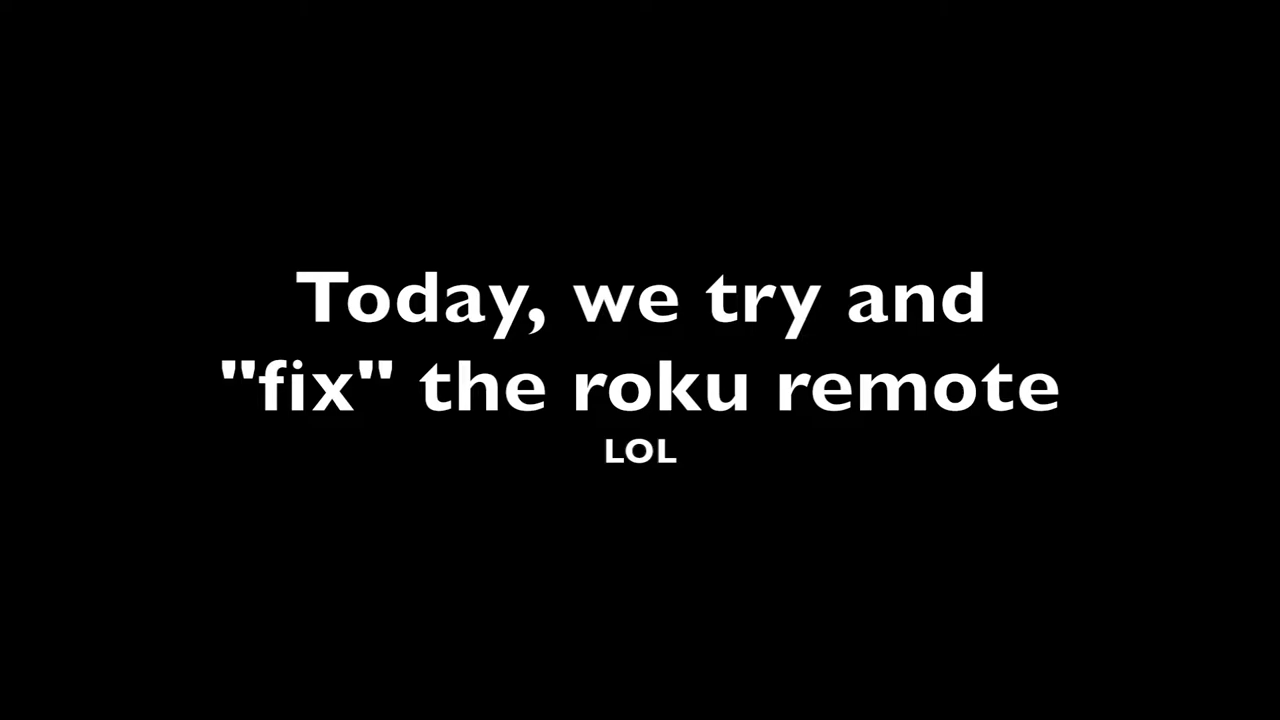 Today, we try and
"fix" the roku remote
LOL